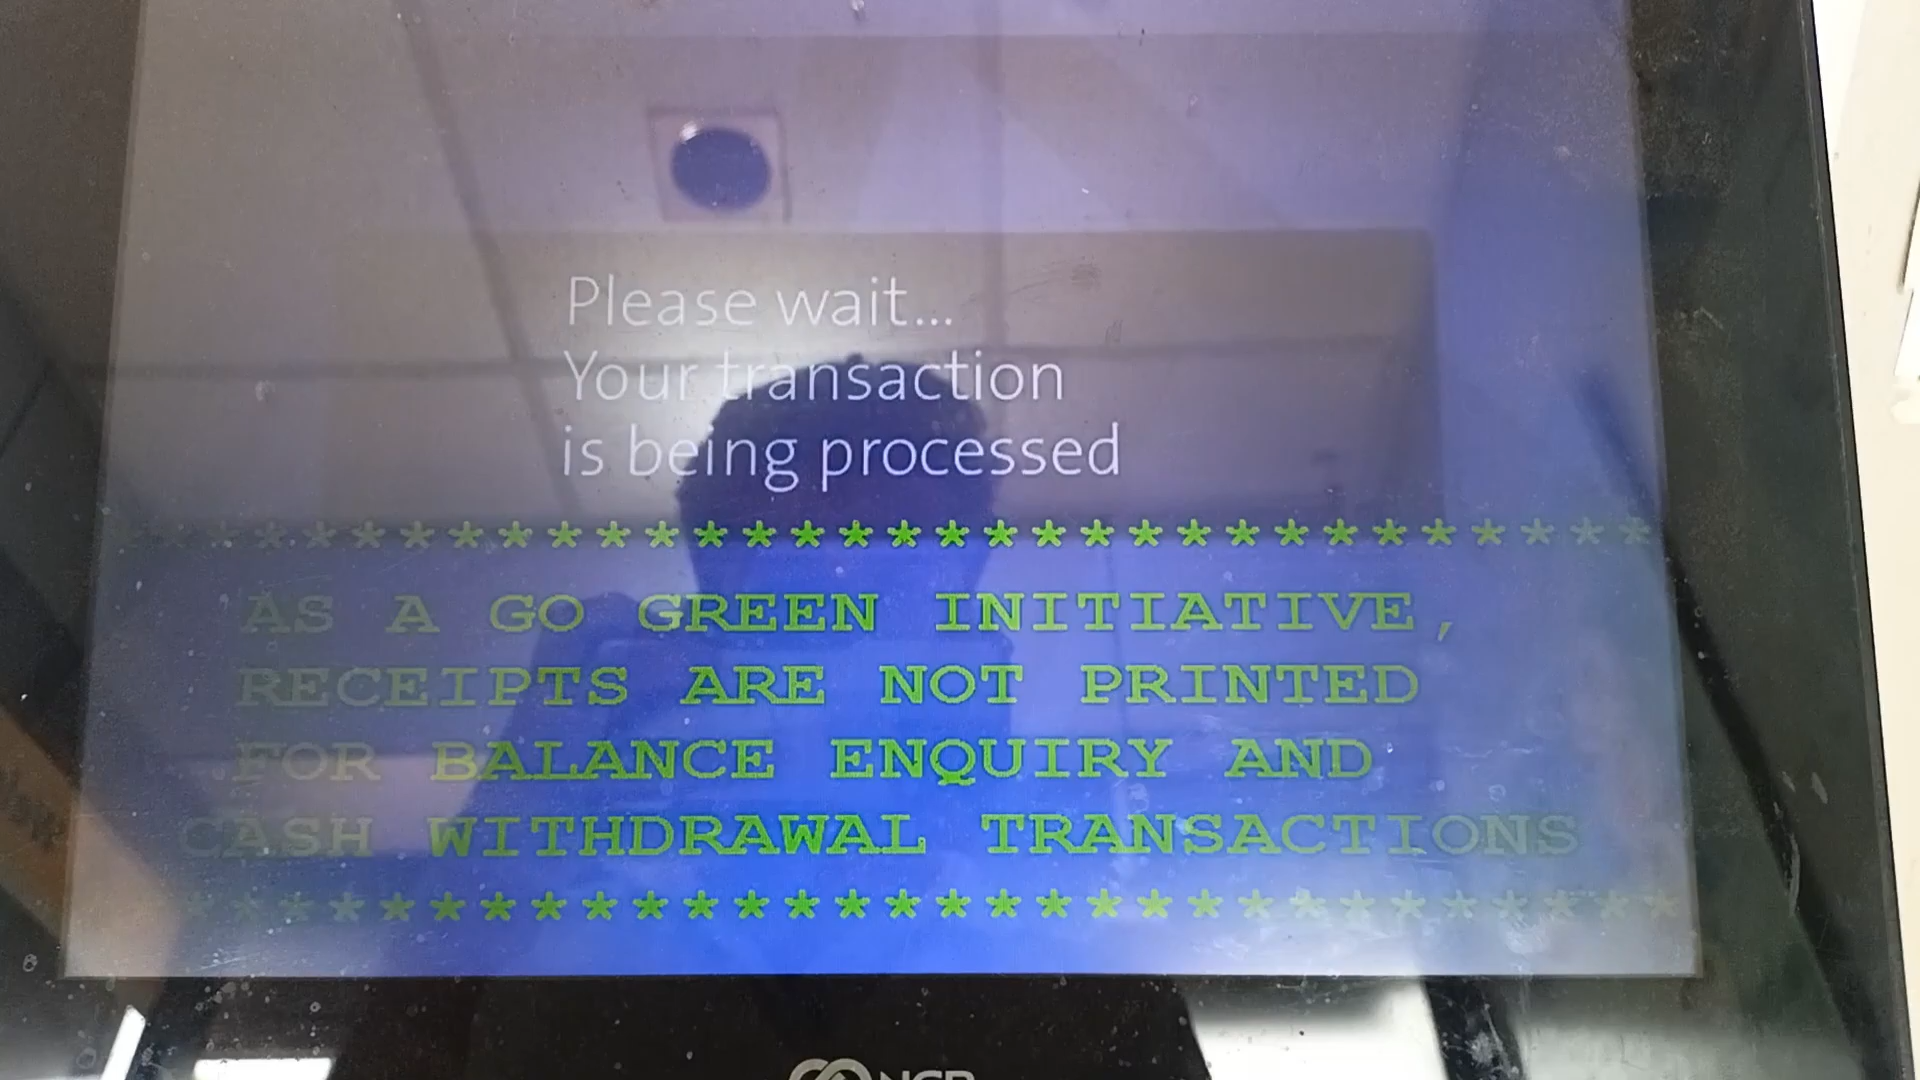 Please wait...
Your transaction
is being processed
* * * * * * * * * * * * * * * * * * * * * * * * * * * * * * * *
AS A GO GREEN INITIATIVE,
RECEIPTS ARE NOT PRINTED
FOR BALANCE ENQUIRY AND
CASH WITHDRAWAL TRANSACTIONS
* * * * * * * * * * * * * * * * * * * * * * * * * * * * * *
NCR